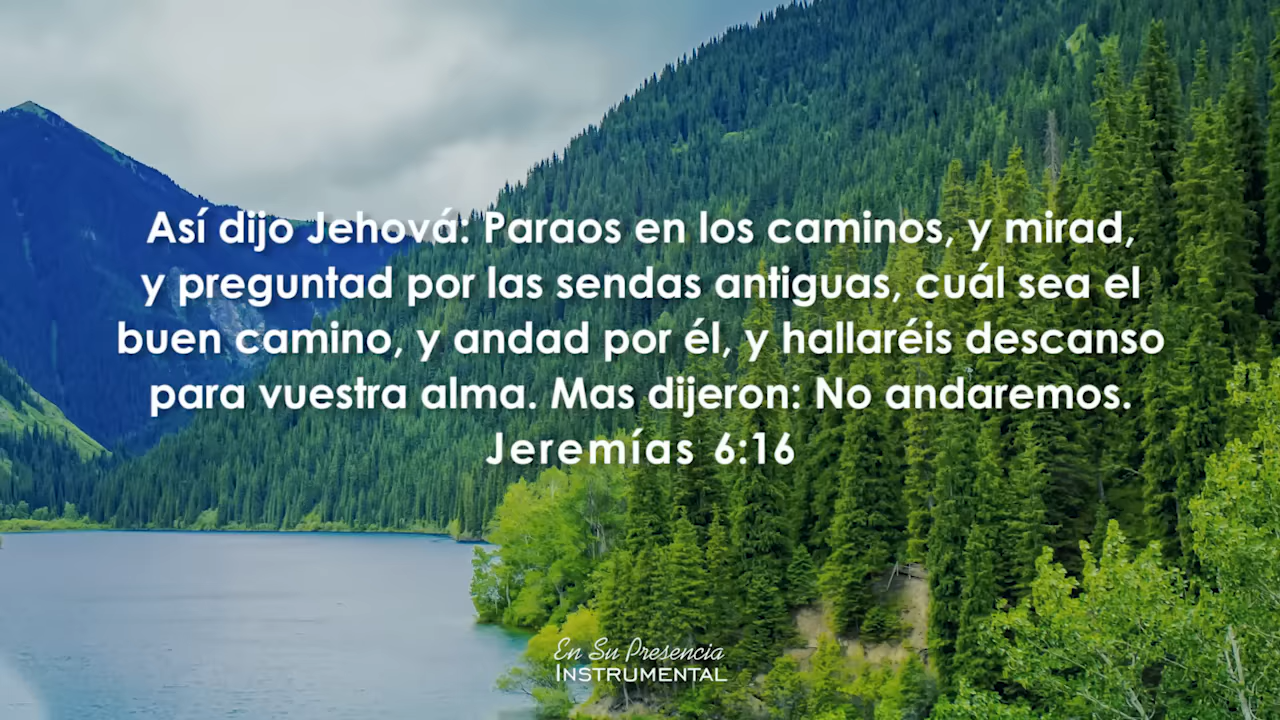 Así dijo Jehová: Paraos en los caminos, y mirad,
y preguntad por las sendas antiguas, cuál sea el
buen camino, y andad por él, y hallaréis descanso
para vuestra alma. Mas dijeron: No andaremos.
Jeremías 6:16
En Su Presencia
INSTRUMENTAL